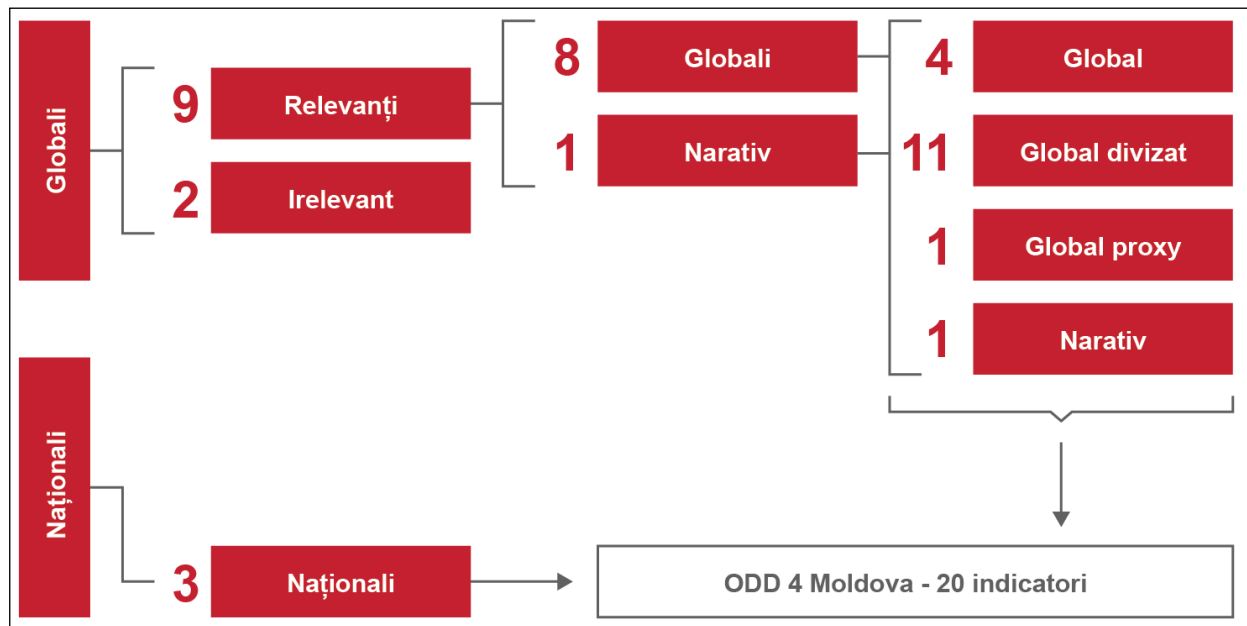 Globali
9
Relevanți
2
Irelevant
8
Globali
1
Narativ
4
Global
11
Global divizat
1
Global proxy
1
Narativ
Naționali
3
Naționali
ODD 4 Moldova - 20 indicatori